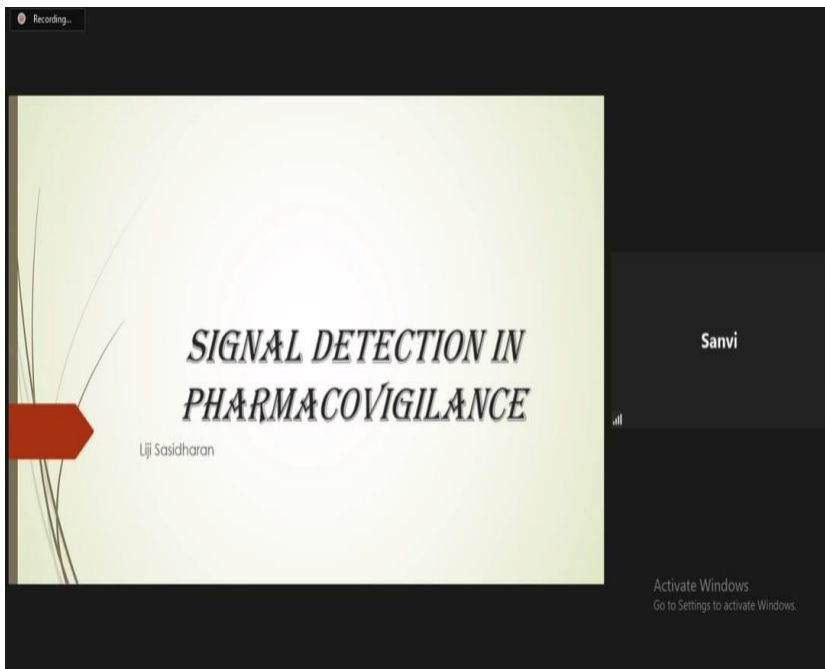 Recording...
SIGNAL DETECTION IN
PHARMACOVIGILANCE
Liji Sasidharan
Sanvi
Activate Windows
Go to Settings to activate Windows.